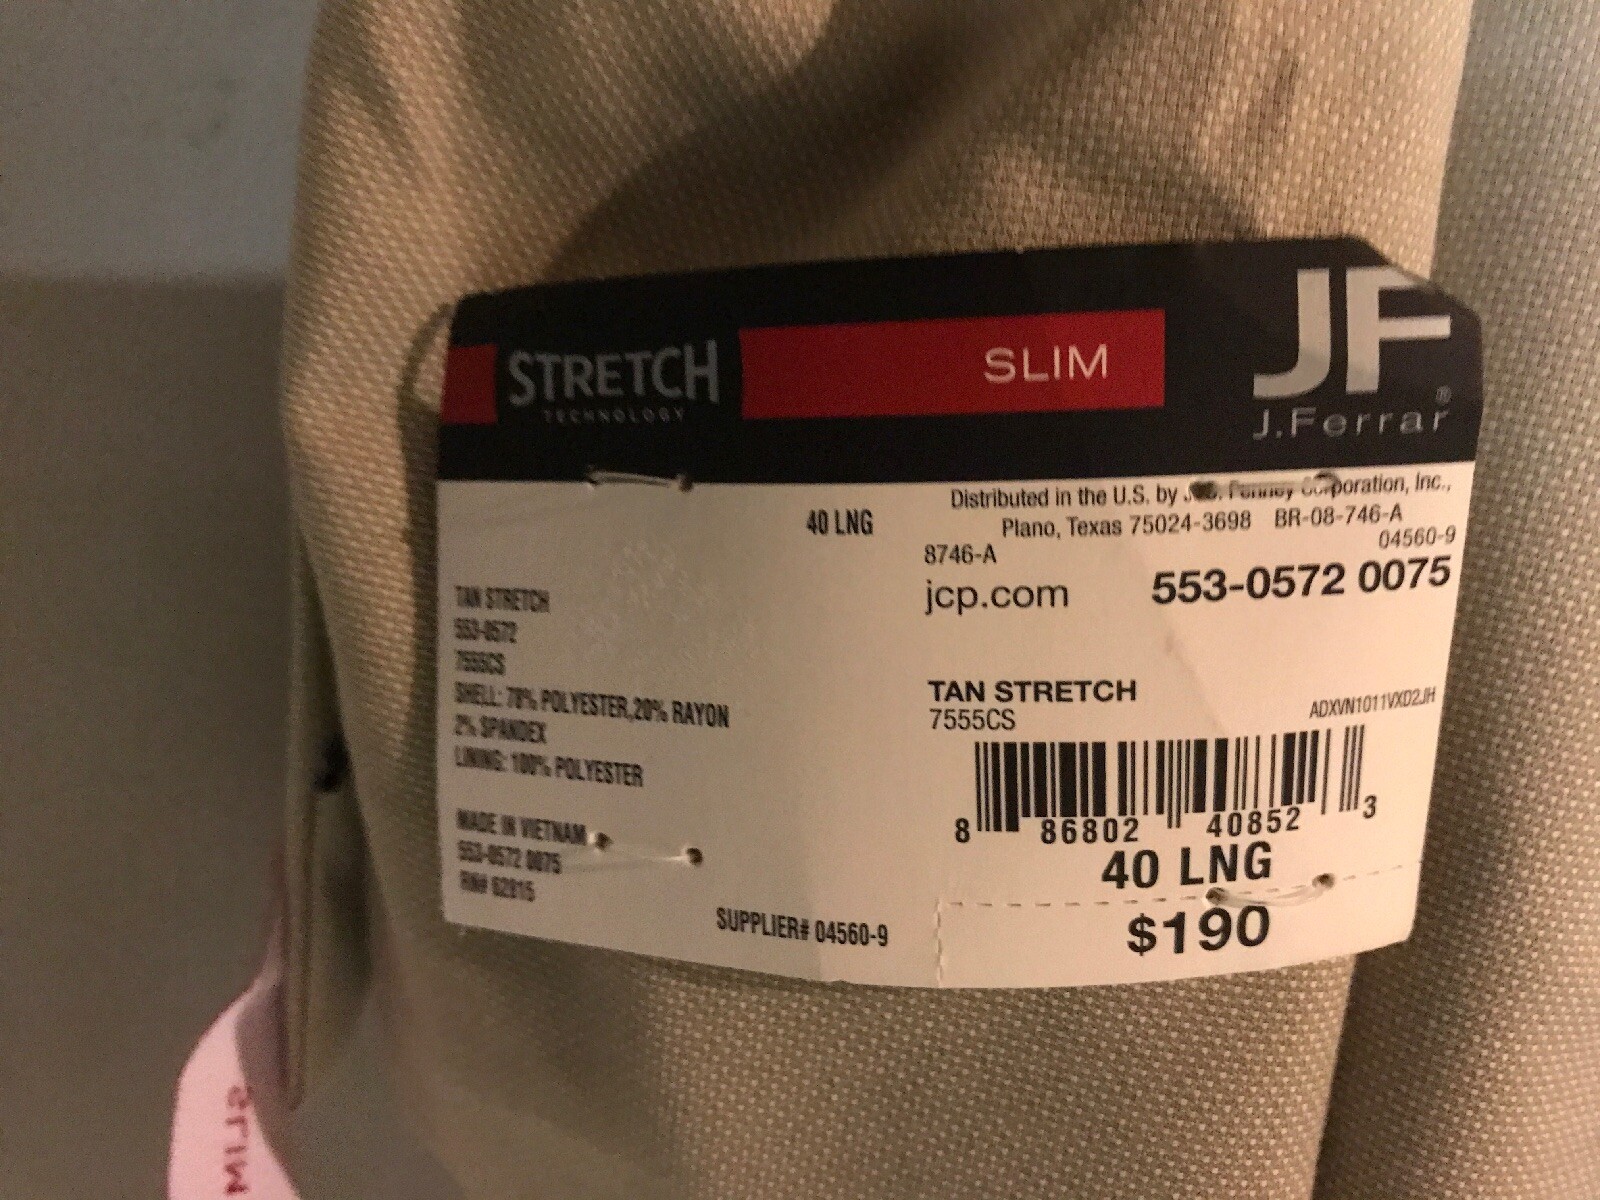 STRETCH
TECHNOLOGY
SLIM
JF
J.Ferrar®
40 LNG
TAN STRETCH
553-0572
7555CS
SHELL: 78% POLYESTER,20% RAYON
2% SPANDEX
LINING: 100% POLYESTER
MADE IN VIETNAM
553-0572 0075
RN# 62915
SUPPLIER# 04560-9
Distributed in the U.S. by J.C. Penney Corporation, Inc.,
Plano, Texas 75024-3698 BR-08-746-A
8746-A 04560-9
jcp.com 553-0572 0075
TAN STRETCH
7555CS ADXVN1011VXD2JH
8 86802 40852 3
40 LNG
$190
SLIM